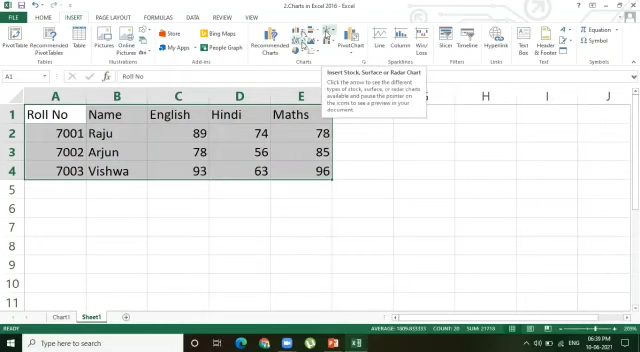 2.Charts in Excel 2016 - Excel
FILE HOME INSERT PAGE LAYOUT FORMULAS DATA REVIEW VIEW
PivotTable Recommended PivotTables Table Pictures Online Pictures Store My Apps Bing Maps People Graph Recommended Charts PivotChart Line Column Win/Loss Slicer Timeline Hyperlink Text Box Header & Footer Equation Symbol
Tables Illustrations Add-ins Charts Sparklines Filters Links Text Symbols
A1 Roll No
Insert Stock, Surface or Radar Chart
Click the arrow to see the different
types of stock, surface, or radar charts
available and pause the pointer on
the icons to see a preview in your
document.
A B C D E G H I J
1 Roll No Name English Hindi Maths
2 7001 Raju 89 74 78
3 7002 Arjun 78 56 85
4 7003 Vishwa 93 63 96
5
6
7
8
9
10
11
Chart1 Sheet1
READY AVERAGE: 1809.833333 COUNT: 20 SUM: 21718
Type here to search ENG 06:39 PM
10-06-2021